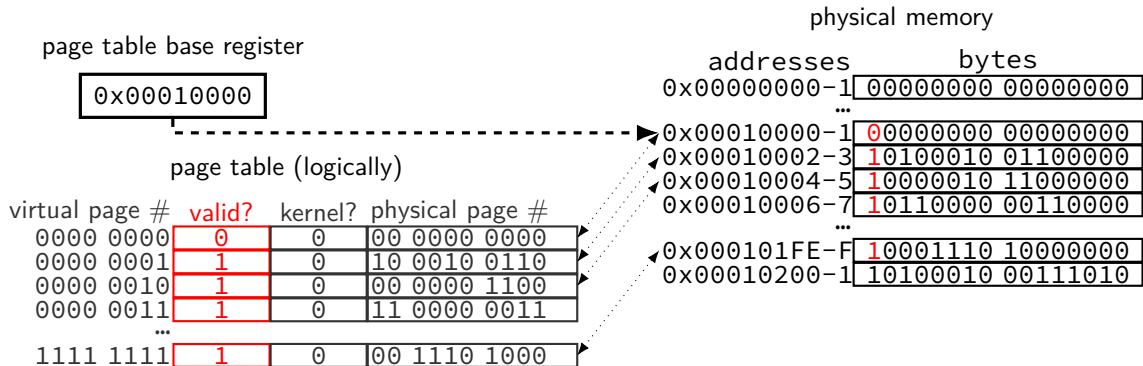 physical memory
page table base register
addresses bytes
0x00010000
0x00000000-1 00000000 00000000
...
0x00010000-1 00000000 00000000
0x00010002-3 10100010 01100000
0x00010004-5 10000010 11000000
0x00010006-7 10110000 00110000
...
0x000101FE-F 10001110 10000000
0x00010200-1 10100010 00111010
page table (logically)
virtual page # valid? kernel? physical page #
0000 0000 0 0 00 0000 0000
0000 0001 1 0 10 0010 0110
0000 0010 1 0 00 0000 1100
0000 0011 1 0 11 0000 0011
...
1111 1111 1 0 00 1110 1000